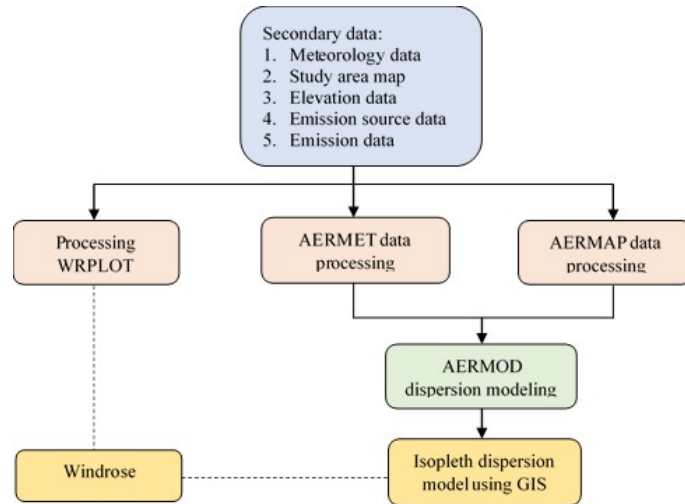 Secondary data:
1. Meteorology data
2. Study area map
3. Elevation data
4. Emission source data
5. Emission data
Processing
WRPLOT
AERMET data
processing
AERMAP data
processing
AERMOD
dispersion modeling
Windrose
Isopleth dispersion
model using GIS